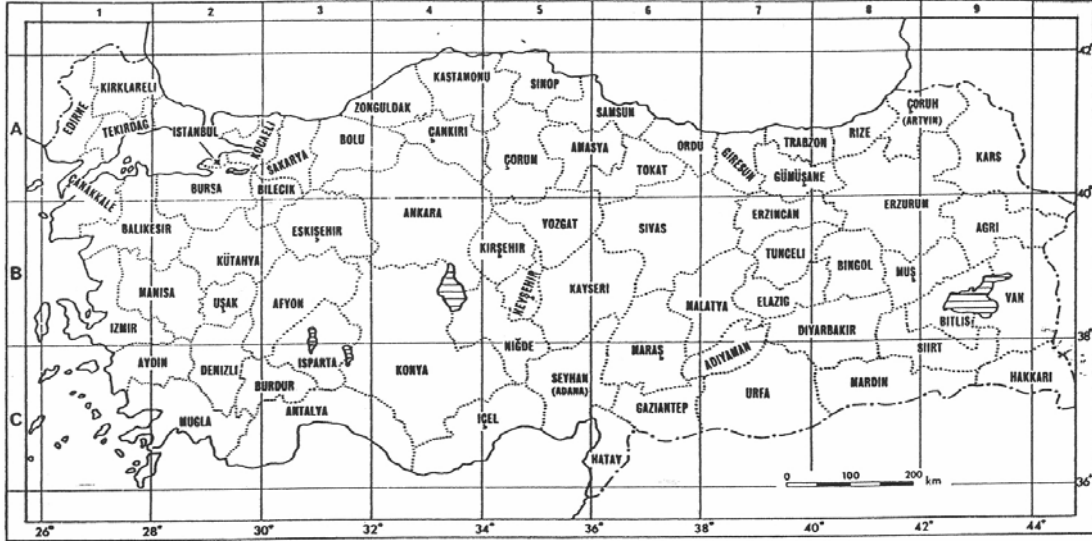 1 2 3 4 5 6 7 8 9
42°
KASTAMONU
SINOP
KIRKLARELI
ZONGULDAK
SAMSUN
ÇORUH
(ARTVIN)
EDIRNE
TEKIRDAG
ISTANBUL
KOCAELI
A
BOLU
ÇANKIRI
AMASYA
ORDU
GIRESUN
TRABZON
RIZE
KARS
SAKARYA
ÇORUM
TOKAT
GÜMÜŞANE
ÇANAKKALE
BURSA
BILECIK
40°
ANKARA
ERZURUM
BALIKESIR
ESKIŞEHIR
YOZGAT
SIVAS
ERZINCAN
AGRI
KIRŞEHIR
KÜTAHYA
TUNCELI
BINGOL
MUŞ
B
MANISA
UŞAK
AFYON
NEVŞEHIR
KAYSERI
MALATYA
ELAZIG
VAN
IZMIR
DIYARBAKIR
BITLIS
38°
NIĞDE
MARAŞ
ADIYAMAN
SIIRT
AYDIN
DENIZLI
ISPARTA
KONYA
SEYHAN
(ADANA)
BURDUR
URFA
MARDIN
HAKKARI
C
MUGLA
ANTALYA
IÇEL
GAZIANTEP
HATAY
0 100 200 km
36°
26° 28° 30° 32° 34° 36° 38° 40° 42° 44°